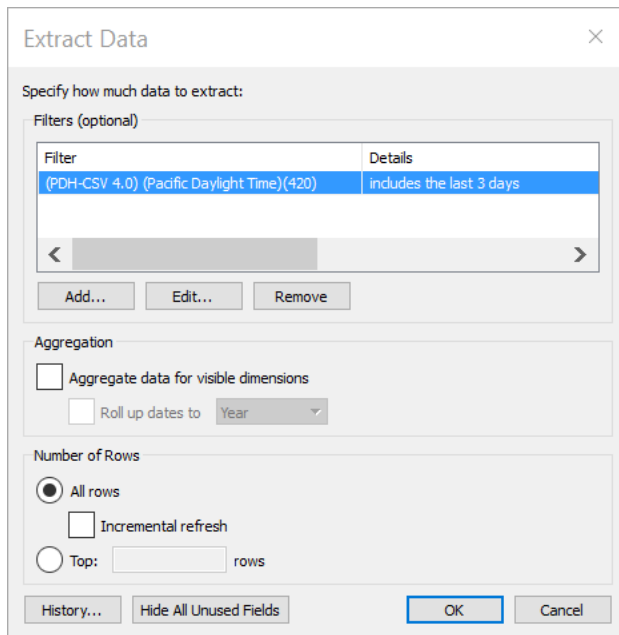 Extract Data
Specify how much data to extract:
Filters (optional)
Filter Details
(PDH-CSV 4.0) (Pacific Daylight Time)(420) includes the last 3 days
Add... Edit... Remove
Aggregation
Aggregate data for visible dimensions
Roll up dates to Year
Number of Rows
All rows
Incremental refresh
Top: rows
History... Hide All Unused Fields OK Cancel